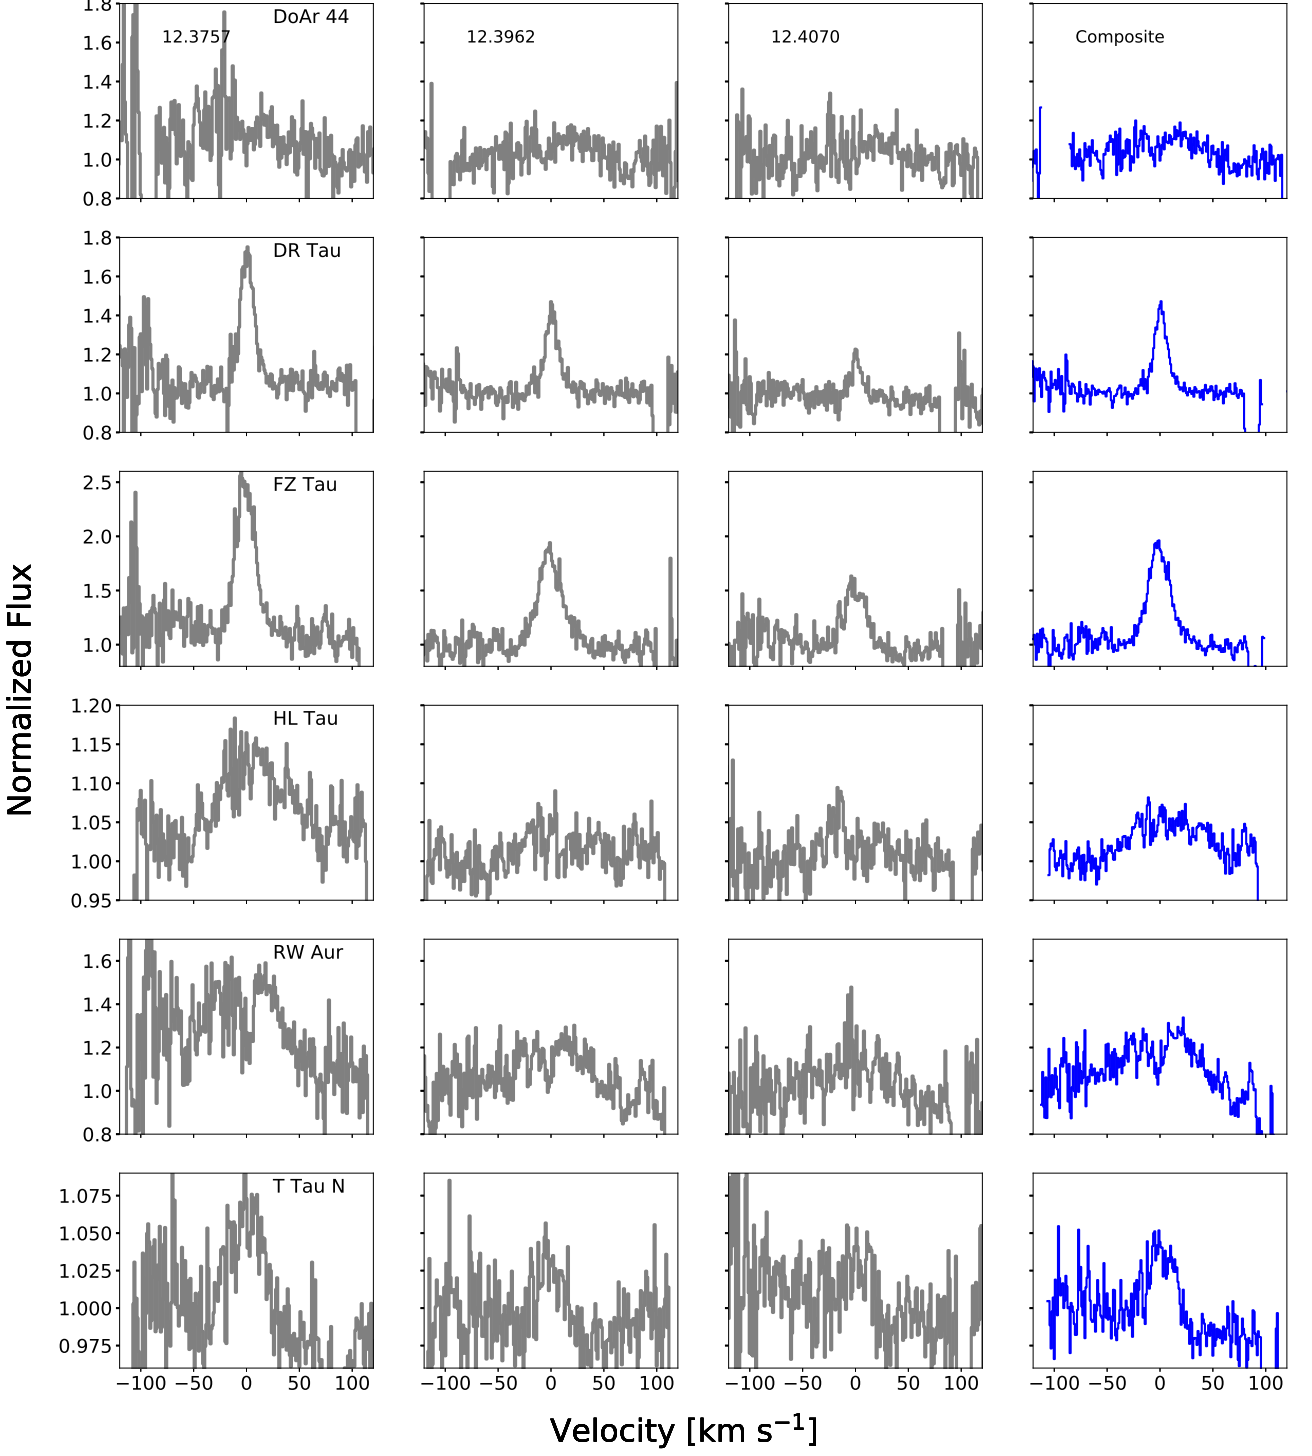 DoAr 44
12.3757
12.3962
12.4070
Composite
1.8
1.6
1.4
1.2
1.0
0.8
DR Tau
1.8
1.6
1.4
1.2
1.0
0.8
FZ Tau
2.5
2.0
1.5
1.0
HL Tau
1.20
1.15
1.10
1.05
1.00
0.95
RW Aur
1.6
1.4
1.2
1.0
0.8
T Tau N
1.075
1.050
1.025
1.000
0.975
−100 −50 0 50 100
−100 −50 0 50 100
−100 −50 0 50 100
−100 −50 0 50 100
Normalized Flux
Velocity [km s⁻¹]